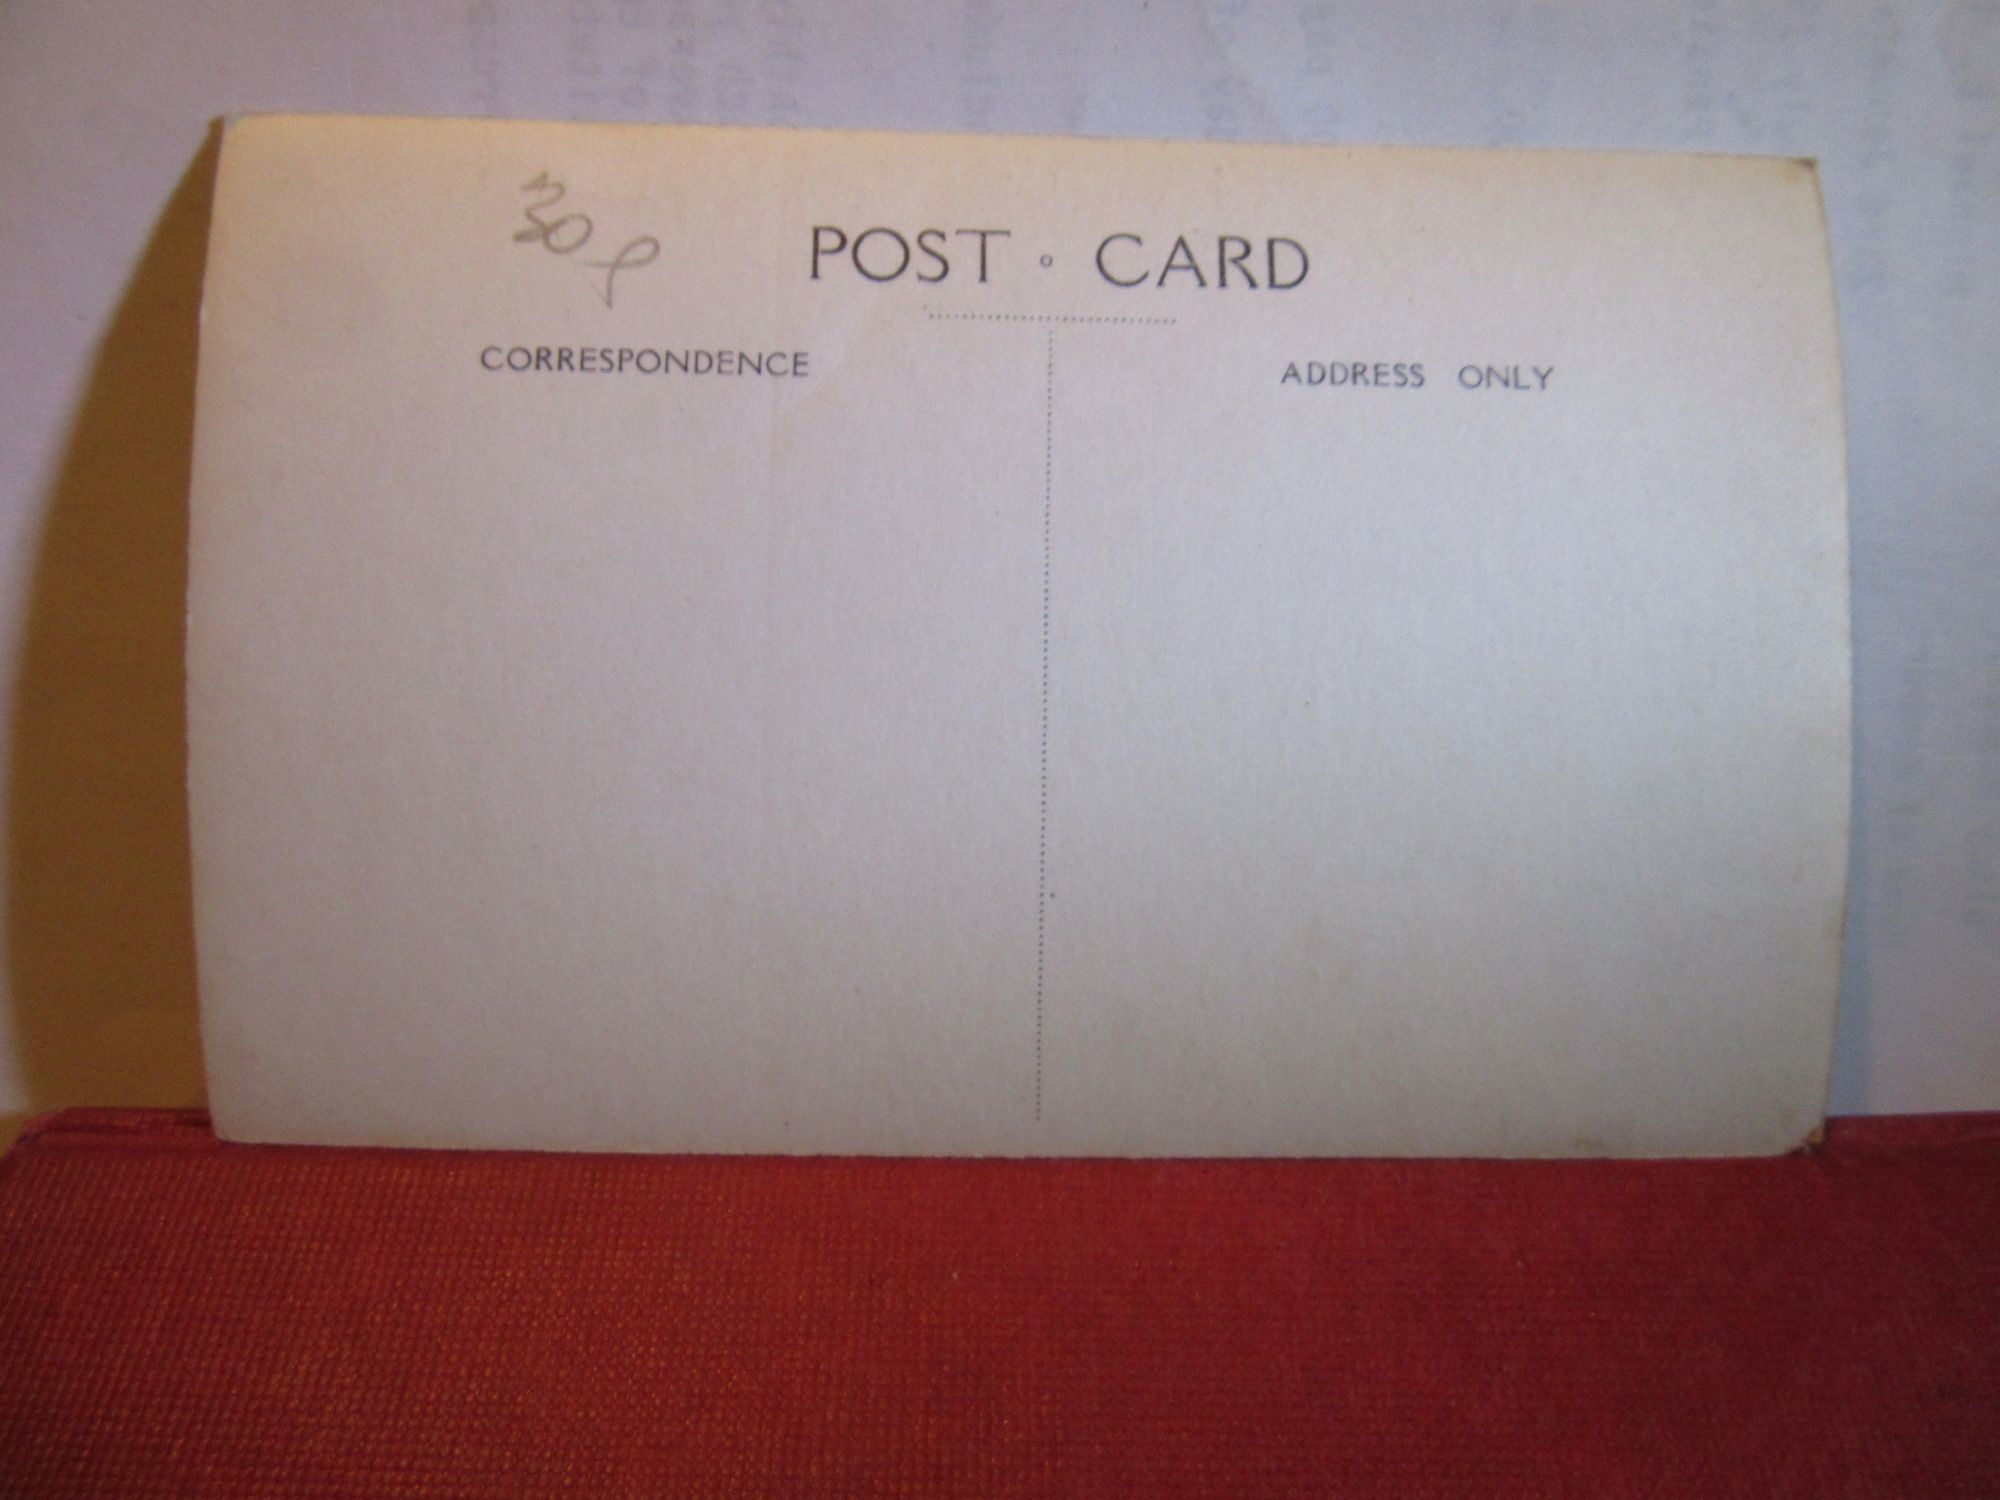 30p
POST · CARD
CORRESPONDENCE
ADDRESS ONLY